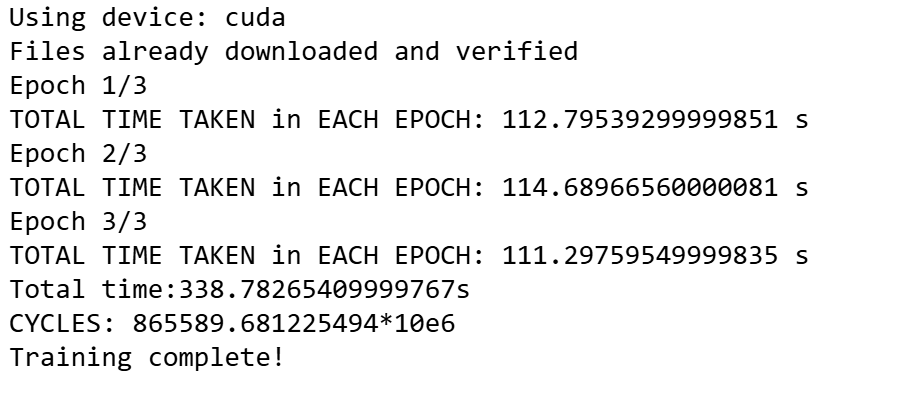 Using device: cuda
Files already downloaded and verified
Epoch 1/3
TOTAL TIME TAKEN in EACH EPOCH: 112.79539299999851 s
Epoch 2/3
TOTAL TIME TAKEN in EACH EPOCH: 114.68966560000081 s
Epoch 3/3
TOTAL TIME TAKEN in EACH EPOCH: 111.29759549999835 s
Total time:338.78265409999767s
CYCLES: 865589.681225494*10e6
Training complete!